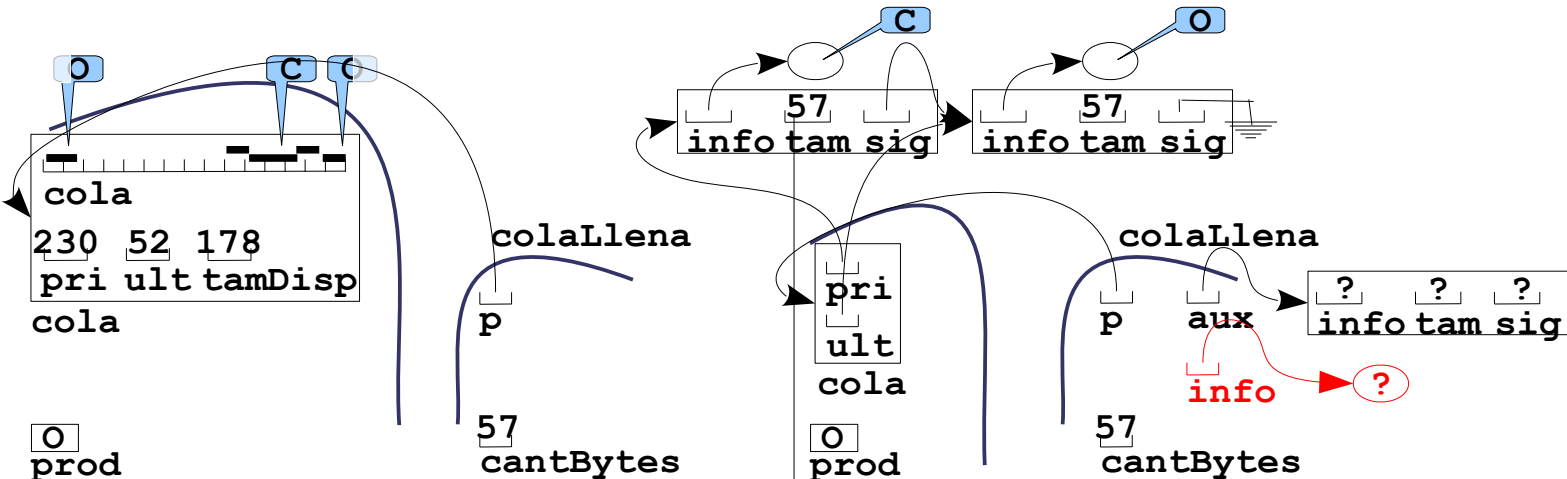 O C O
cola
230 52 178
pri ult tamDisp
cola
colaLlena
p
O
prod
57
cantBytes
C O
57
info tam sig
57
info tam sig
pri
ult
cola
colaLlena
p aux
? ? ?
info tam sig
info
?
O
prod
57
cantBytes